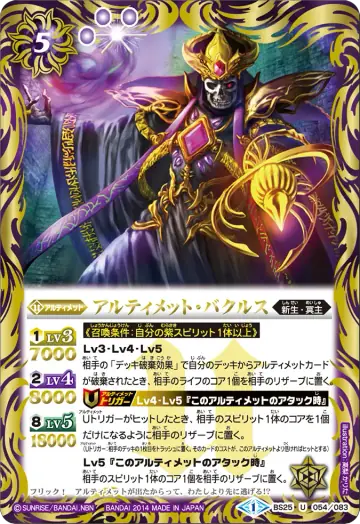 5
アルティメット
アルティメット・バクルス
新生・冥主
1 Lv3
7000
2 Lv4
8000
8 Lv5
18000
《召喚条件：自分の紫スピリット1体以上》
Lv3・Lv4・Lv5
相手の「デッキ破棄効果」で自分のデッキからアルティメットカード
が破棄されたとき、相手のライフのコア1個を相手のリザーブに置く。
アルティメットトリガー Lv4・Lv5『このアルティメットのアタック時』
Uトリガーがヒットしたとき、相手のスピリット1体のコアを1個
だけになるように相手のリザーブに置く。
Lv5『このアルティメットのアタック時』
相手のスピリット1体のコア1個を相手のリザーブに置く。
フリック！ アルティメットが出たからって、わたしより先に逃げる!?
©SUNRISE/BANDAI,NBN BANDAI 2014 MADE IN JAPAN
BS25- U 054/083